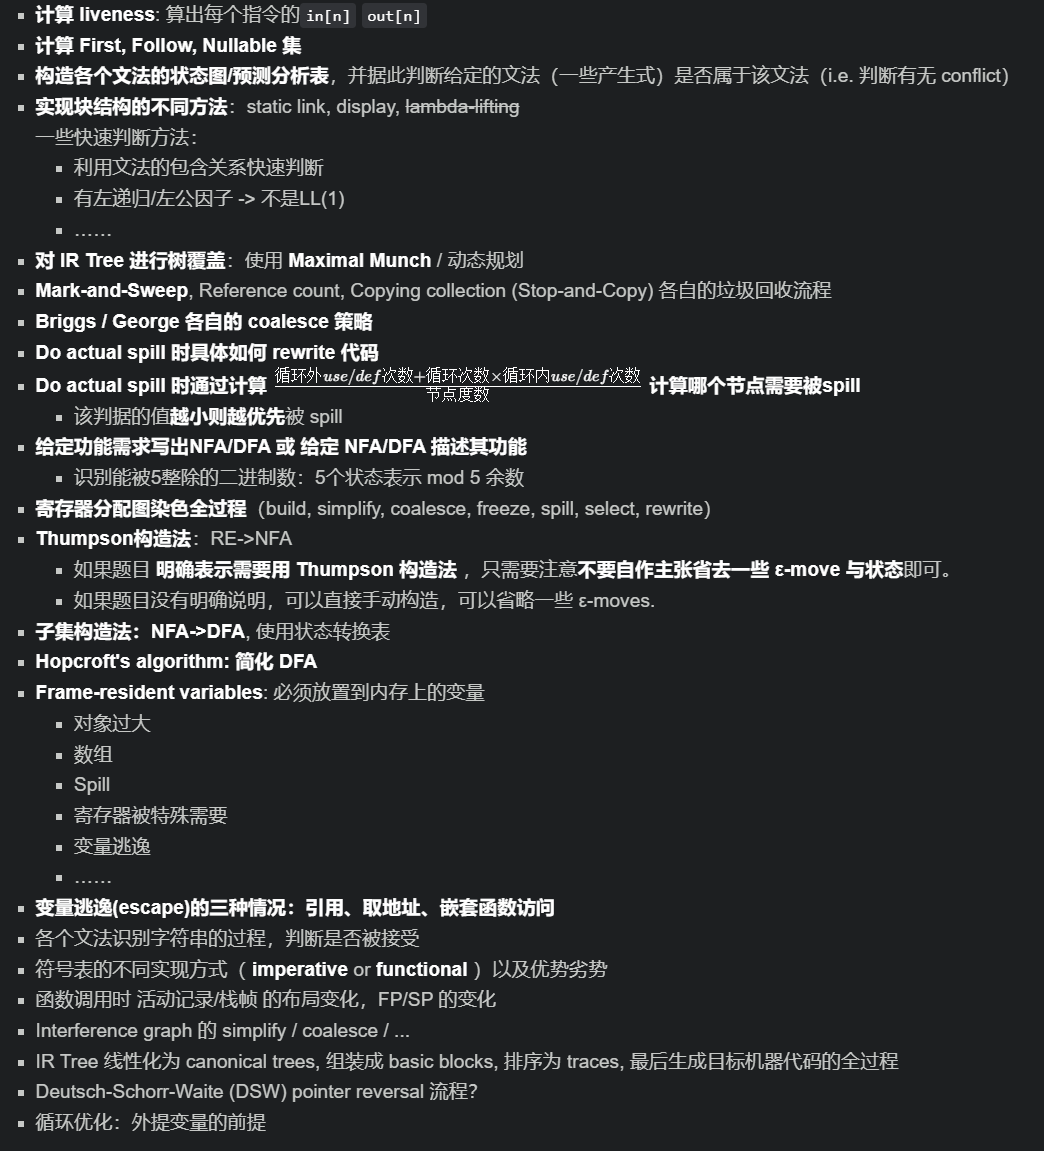 计算 liveness: 算出每个指令的 in[n] out[n]
计算 First, Follow, Nullable 集
构造各个文法的状态图/预测分析表，并据此判断给定的文法（一些产生式）是否属于该文法（i.e. 判断有无 conflict）
实现块结构的不同方法：static link, display, lambda-lifting
一些快速判断方法：
利用文法的包含关系快速判断
有左递归/左公因子 -> 不是LL(1)
……
对 IR Tree 进行树覆盖：使用 Maximal Munch / 动态规划
Mark-and-Sweep, Reference count, Copying collection (Stop-and-Copy) 各自的垃圾回收流程
Briggs / George 各自的 coalesce 策略
Do actual spill 时具体如何 rewrite 代码
Do actual spill 时通过计算 循环外use/def次数+循环次数×循环内use/def次数 / 节点度数 计算哪个节点需要被spill
该判据的值越小则越优先被 spill
给定功能需求写出NFA/DFA 或 给定 NFA/DFA 描述其功能
识别能被5整除的二进制数：5个状态表示 mod 5 余数
寄存器分配图染色全过程（build, simplify, coalesce, freeze, spill, select, rewrite）
Thumpson构造法：RE->NFA
如果题目 明确表示需要用 Thumpson 构造法 ，只需要注意不要自作主张省去一些 ε-move 与状态即可。
如果题目没有明确说明，可以直接手动构造，可以省略一些 ε-moves.
子集构造法：NFA->DFA, 使用状态转换表
Hopcroft's algorithm: 简化 DFA
Frame-resident variables: 必须放置到内存上的变量
对象过大
数组
Spill
寄存器被特殊需要
变量逃逸
……
变量逃逸(escape)的三种情况：引用、取地址、嵌套函数访问
各个文法识别字符串的过程，判断是否被接受
符号表的不同实现方式（ imperative or functional ）以及优势劣势
函数调用时 活动记录/栈帧 的布局变化，FP/SP 的变化
Interference graph 的 simplify / coalesce / ...
IR Tree 线性化为 canonical trees, 组装成 basic blocks, 排序为 traces, 最后生成目标机器代码的全过程
Deutsch-Schorr-Waite (DSW) pointer reversal 流程？
循环优化：外提变量的前提